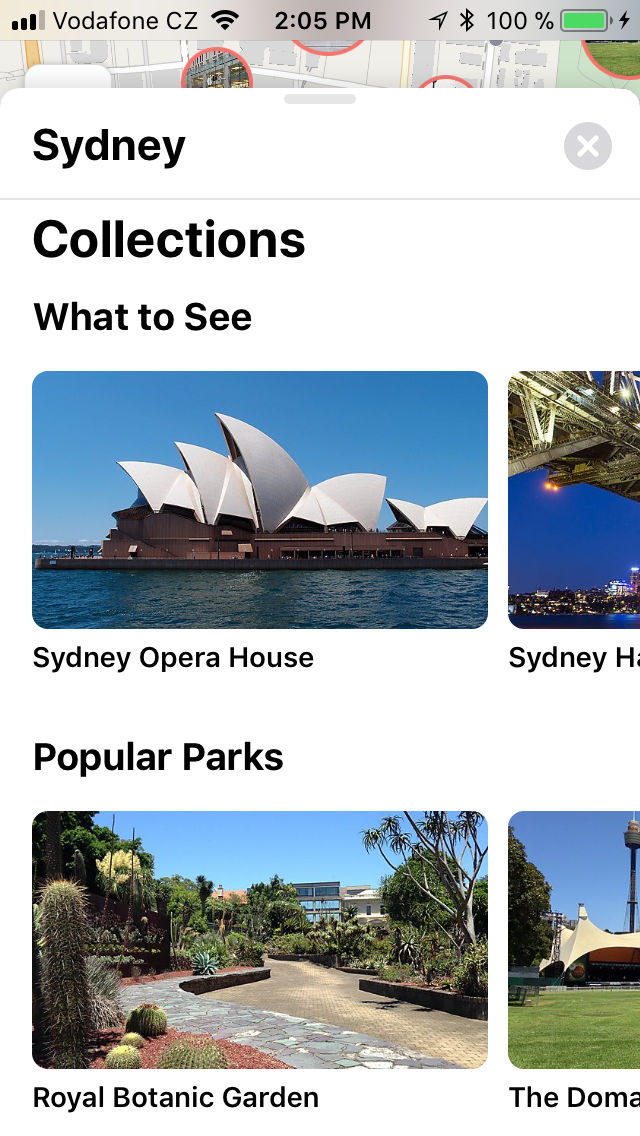 Vodafone CZ 2:05 PM 100 %
Sydney
Collections
What to See
Sydney Opera House
Sydney Ha
Popular Parks
Royal Botanic Garden
The Doma